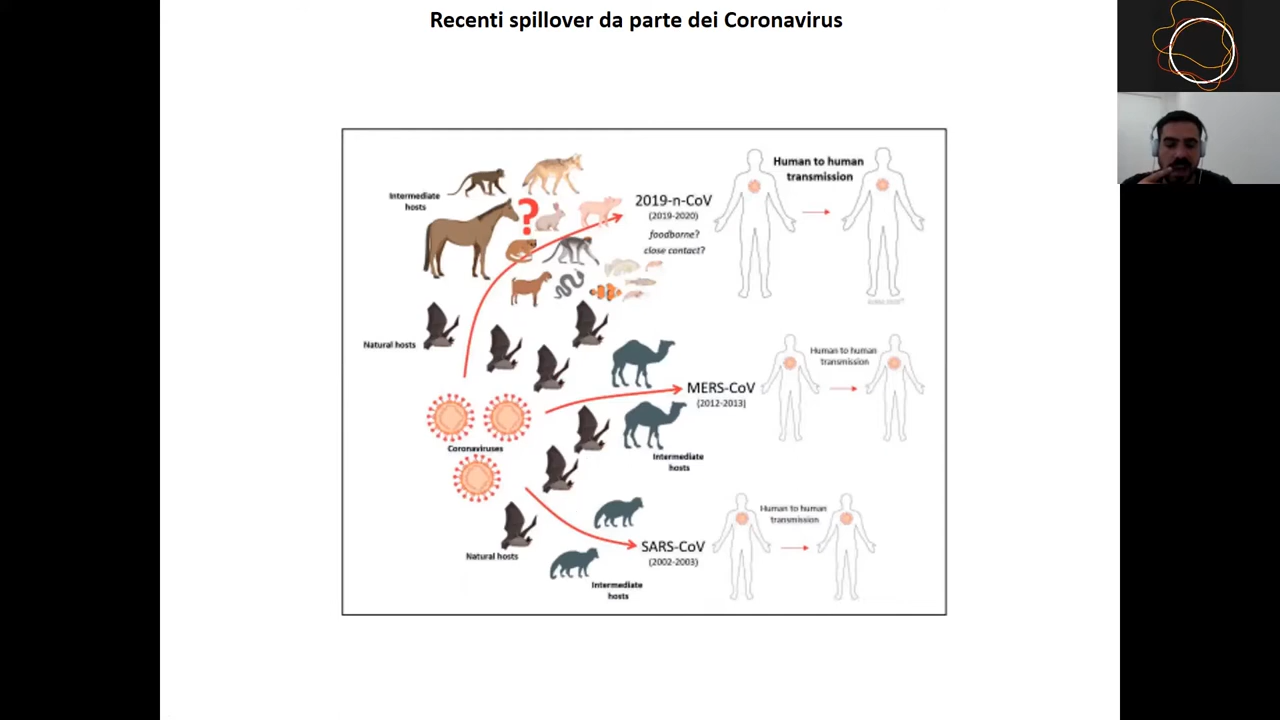 Recenti spillover da parte dei Coronavirus
Intermediate
hosts
?
2019-n-CoV
(2019-2020)
foodborne?
close contact?
Human to human
transmission
Natural hosts
MERS-CoV
(2012-2013)
Human to human
transmission
Coronaviruses
Intermediate
hosts
Natural hosts
SARS-CoV
(2002-2003)
Human to human
transmission
Intermediate
hosts